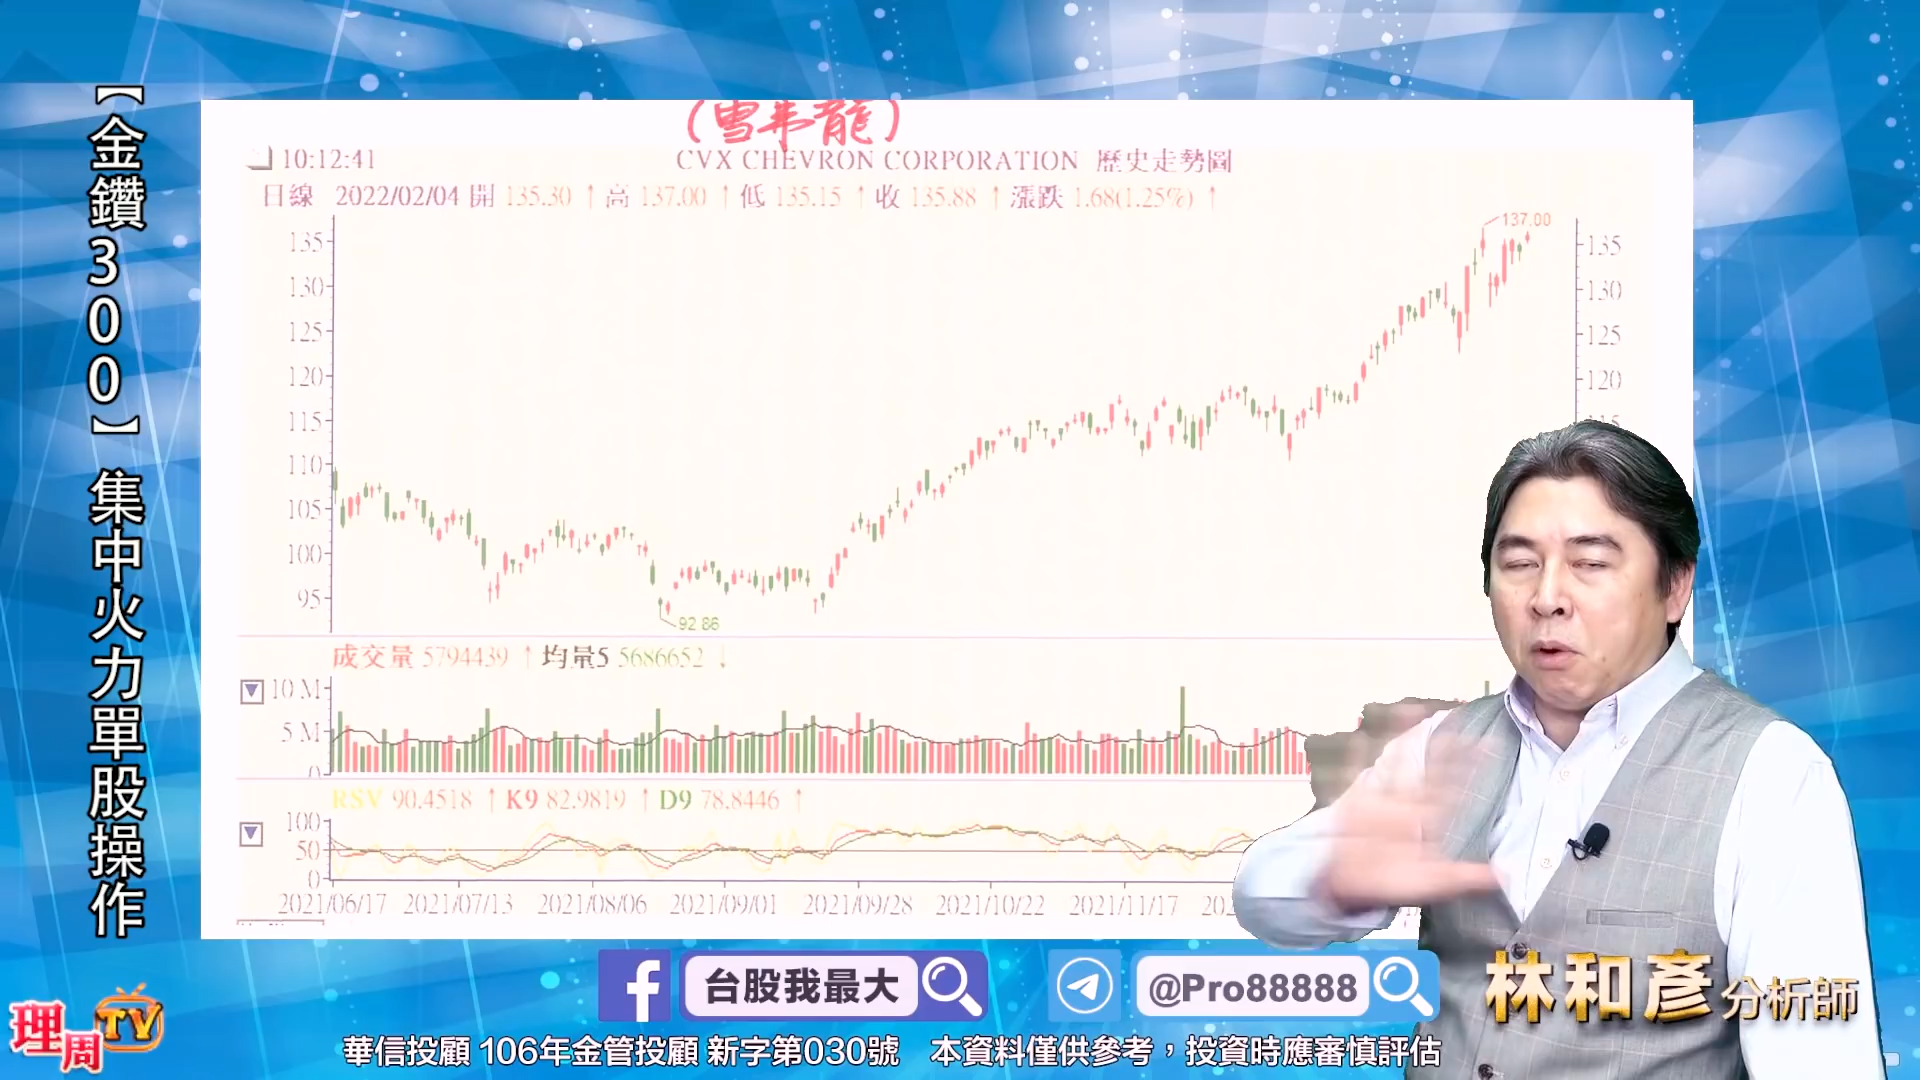 【金鑽300】集中火力單股操作
(雪弗龍)
10:12:41
CVX CHEVRON CORPORATION 歷史走勢圖
日線 2022/02/04 開 135.30 ↑ 高 137.00 ↑ 低 135.15 ↑ 收 135.88 ↑ 漲跌 1.68(1.25%) ↑
137.00
135 135
130 130
125 125
120 120
115 115
110
105
100
95
92.86
成交量 5794439 ↑ 均量5 5686652 ↓
10 M
5 M
0
RSV 90.4518 ↑ K9 82.9819 ↑ D9 78.8446 ↑
100
50
0
2021/06/17 2021/07/13 2021/08/06 2021/09/01 2021/09/28 2021/10/22 2021/11/17
台股我最大
@Pro88888
林和彥 分析師
理周TV
華信投顧 106年金管投顧 新字第030號 本資料僅供參考，投資時應審慎評估